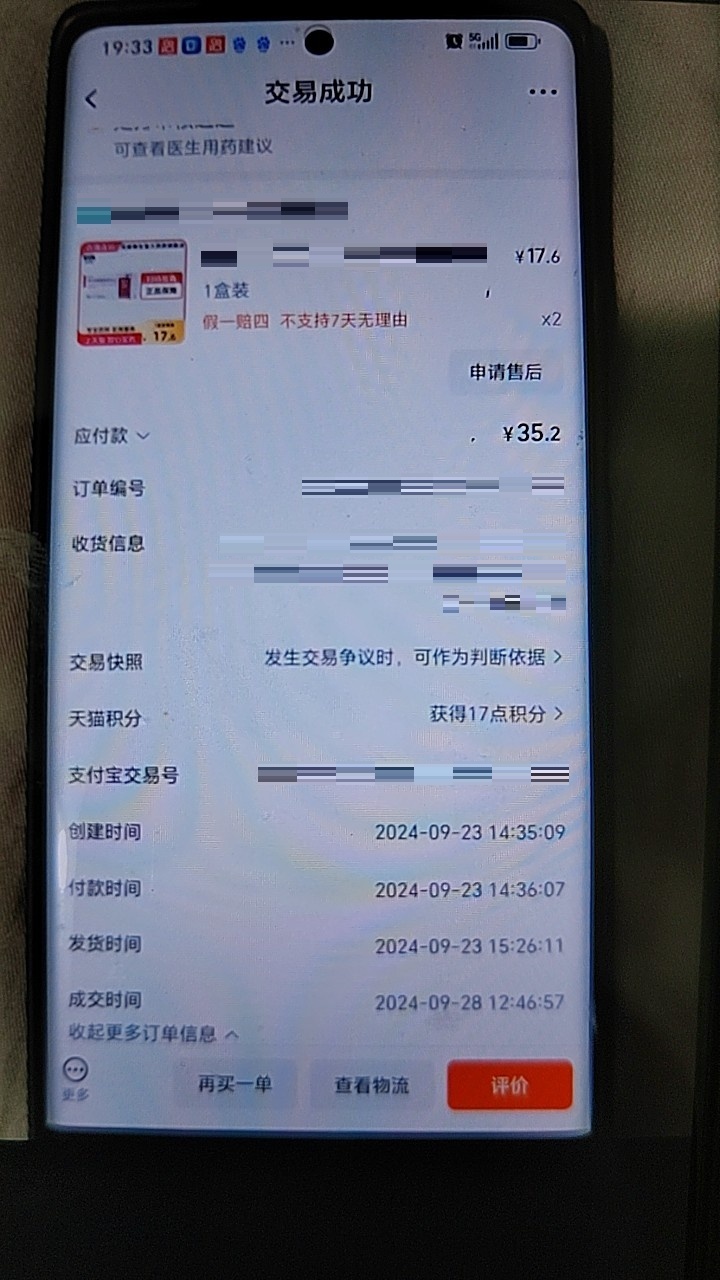 19:33
5G
交易成功
可查看医生用药建议
¥17.6
1盒装
假一赔四 不支持7天无理由
x2
正品保障
17.6
申请售后
应付款
¥35.2
订单编号
收货信息
交易快照
发生交易争议时，可作为判断依据
天猫积分
获得17点积分
支付宝交易号
创建时间
2024-09-23 14:35:09
付款时间
2024-09-23 14:36:07
发货时间
2024-09-23 15:26:11
成交时间
2024-09-28 12:46:57
收起更多订单信息
更多
再买一单
查看物流
评价